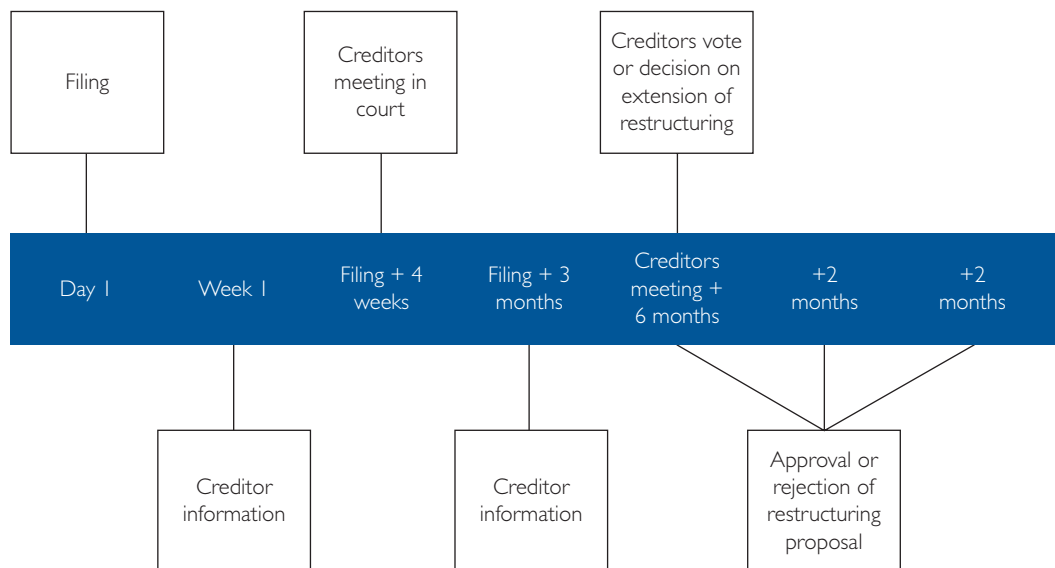 Filing
Creditors
meeting in
court
Creditors vote
or decision on
extension of
restructuring
Day 1
Week 1
Filing + 4
weeks
Filing + 3
months
Creditors
meeting +
6 months
+2
months
+2
months
Creditor
information
Creditor
information
Approval or
rejection of
restructuring
proposal